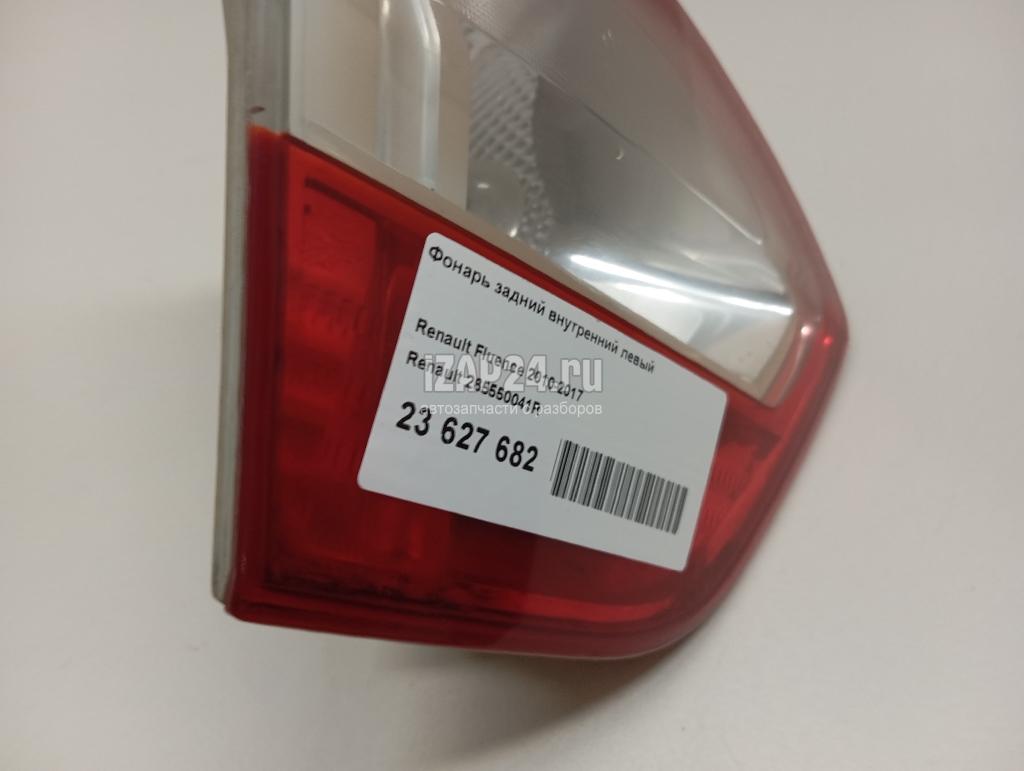 Фонарь задний внутренний левый
Renault Fluence 2010-2017
Renault 265550041R
23 627 682
iZAP24.ru
автозапчасти с разборов